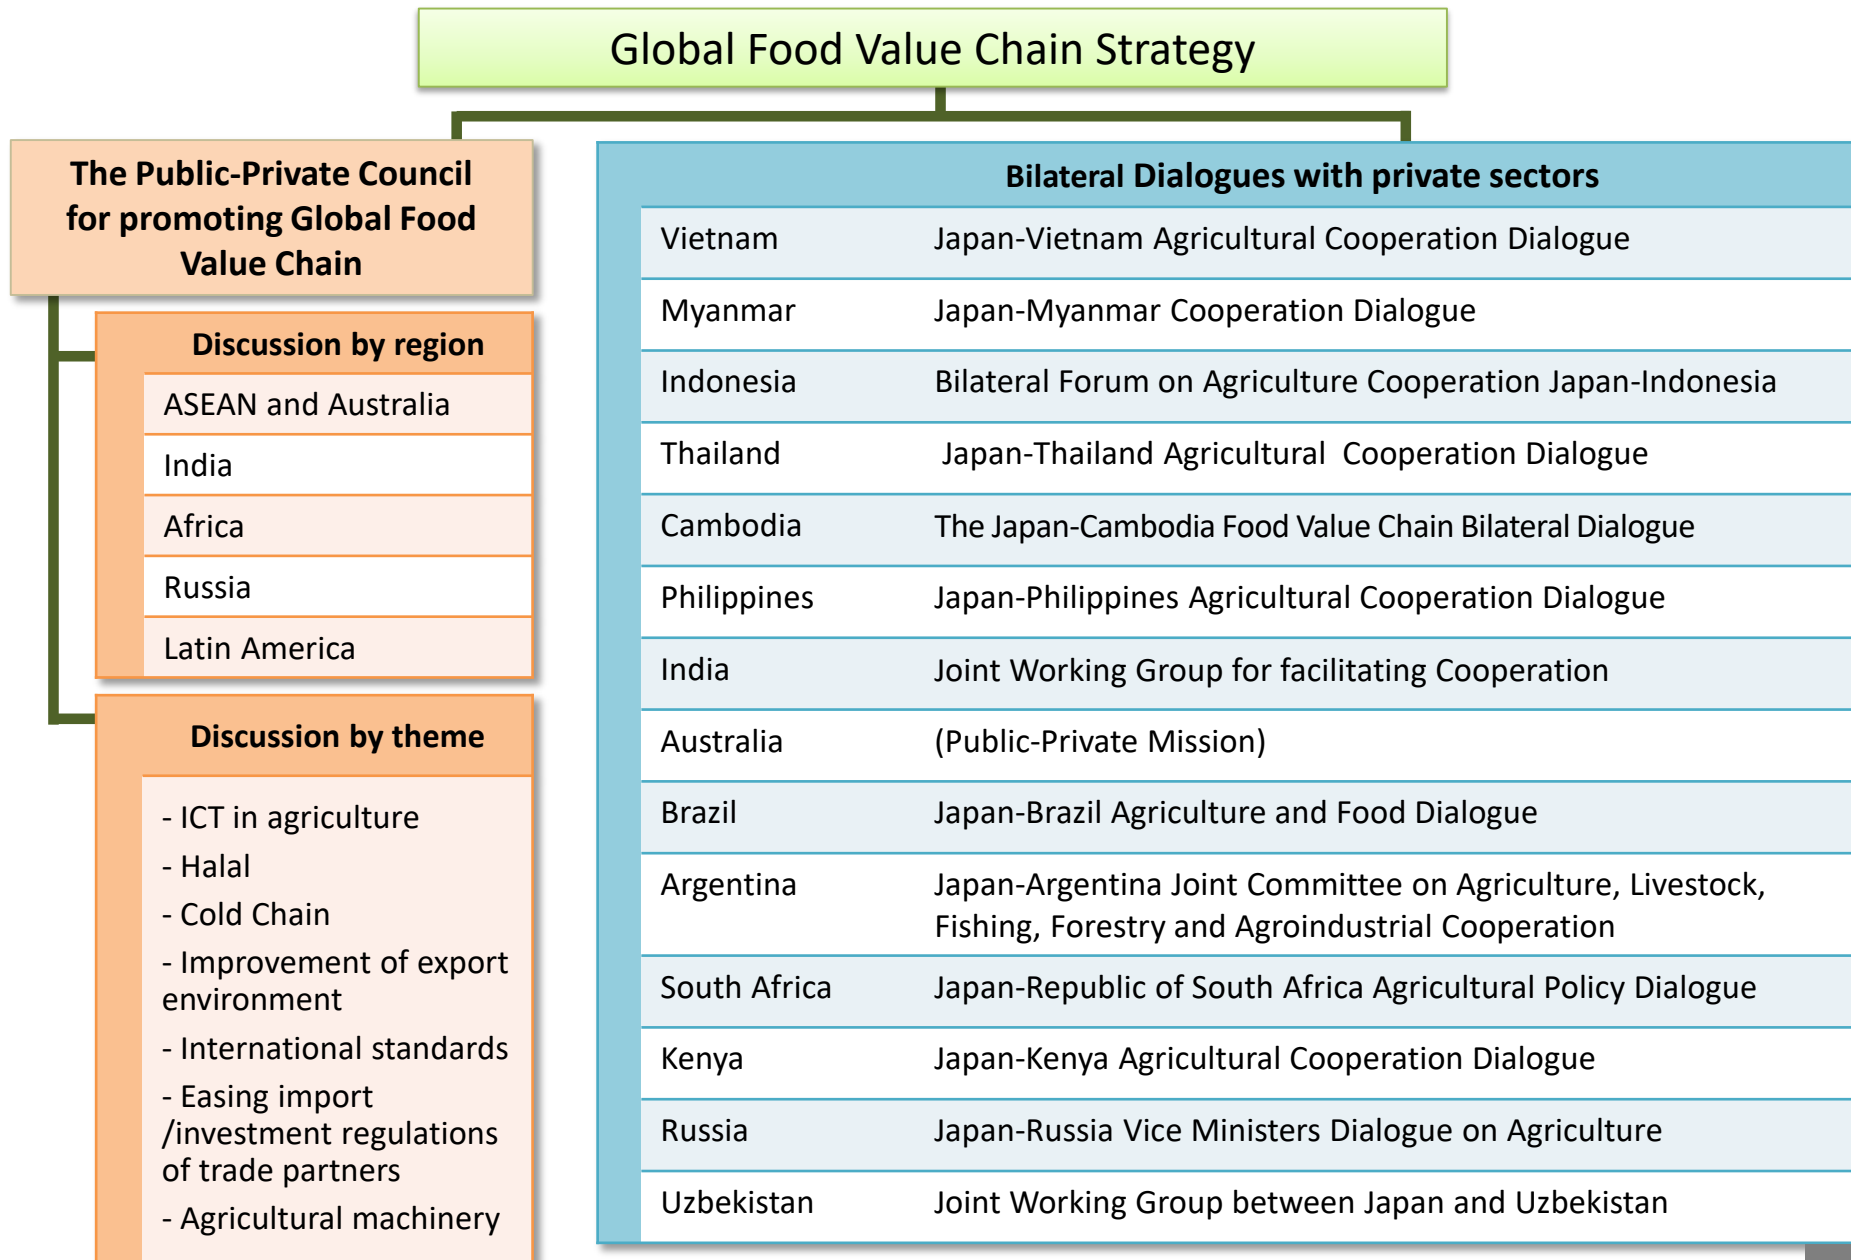 Global Food Value Chain Strategy
The Public-Private Council
for promoting Global Food
Value Chain
Discussion by region
ASEAN and Australia
India
Africa
Russia
Latin America
Discussion by theme
- ICT in agriculture
- Halal
- Cold Chain
- Improvement of export
environment
- International standards
- Easing import
/investment regulations
of trade partners
- Agricultural machinery
Bilateral Dialogues with private sectors
Vietnam Japan-Vietnam Agricultural Cooperation Dialogue
Myanmar Japan-Myanmar Cooperation Dialogue
Indonesia Bilateral Forum on Agriculture Cooperation Japan-Indonesia
Thailand Japan-Thailand Agricultural Cooperation Dialogue
Cambodia The Japan-Cambodia Food Value Chain Bilateral Dialogue
Philippines Japan-Philippines Agricultural Cooperation Dialogue
India Joint Working Group for facilitating Cooperation
Australia (Public-Private Mission)
Brazil Japan-Brazil Agriculture and Food Dialogue
Argentina Japan-Argentina Joint Committee on Agriculture, Livestock,
Fishing, Forestry and Agroindustrial Cooperation
South Africa Japan-Republic of South Africa Agricultural Policy Dialogue
Kenya Japan-Kenya Agricultural Cooperation Dialogue
Russia Japan-Russia Vice Ministers Dialogue on Agriculture
Uzbekistan Joint Working Group between Japan and Uzbekistan